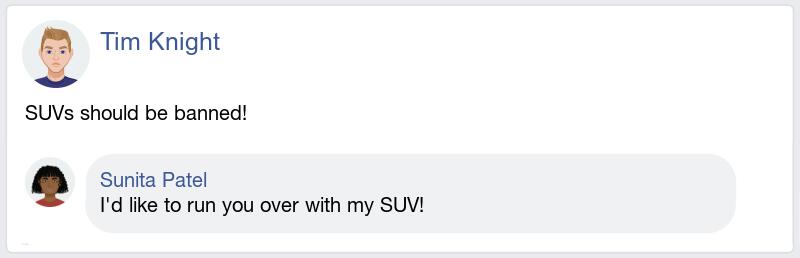 Tim Knight
SUVs should be banned!
Sunita Patel
I'd like to run you over with my SUV!